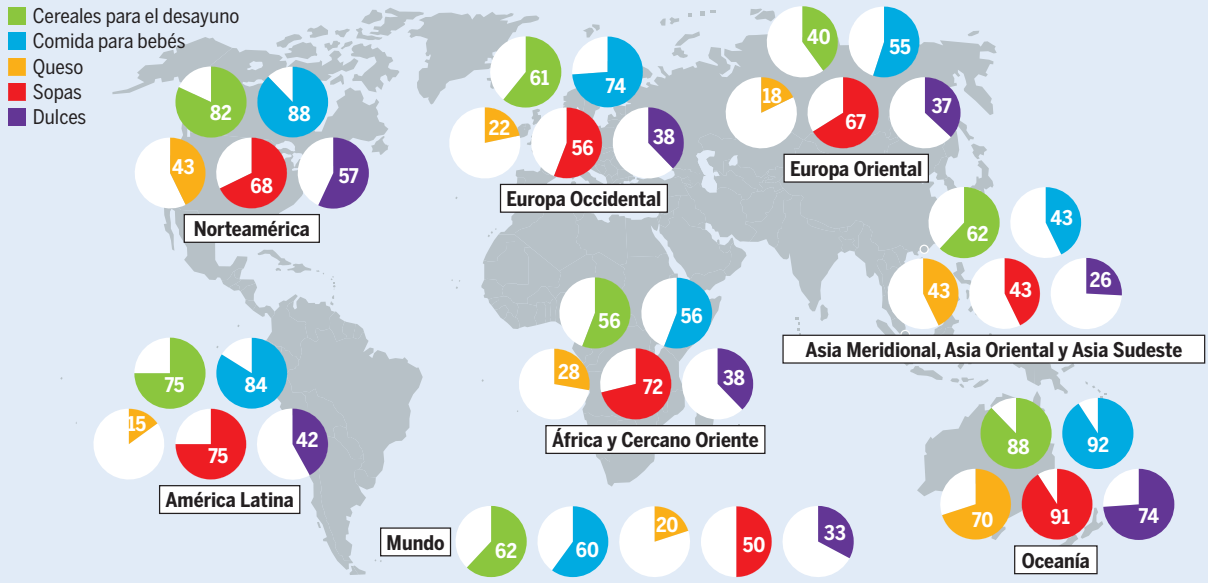 Cereales para el desayuno
Comida para bebés
Queso
Sopas
Dulces
82 88
43 68 57
Norteamérica
61 74
22 56 38
Europa Occidental
40 55
18 67 37
Europa Oriental
62 43
43 43 26
Asia Meridional, Asia Oriental y Asia Sudeste
56 56
28 72 38
África y Cercano Oriente
75 84
15 75 42
América Latina
88 92
70 91 74
Oceanía
Mundo 62 60 20 50 33